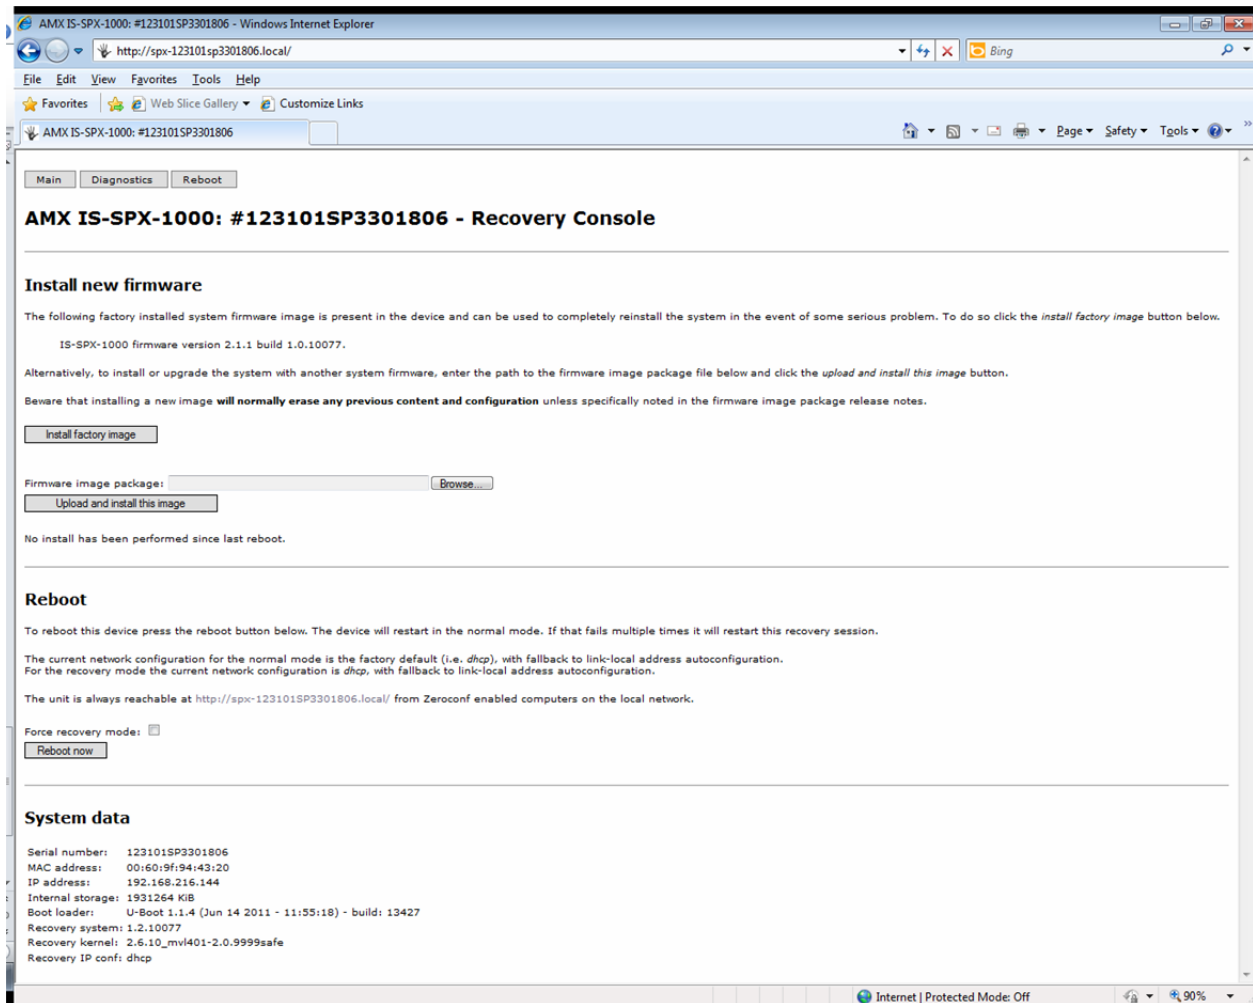 AMX IS-SPX-1000: #123101SP3301806 - Windows Internet Explorer
http://spx-123101sp3301806.local/
Bing
File Edit View Favorites Tools Help
Favorites Web Slice Gallery Customize Links
AMX IS-SPX-1000: #123101SP3301806
Page Safety Tools
Main Diagnostics Reboot
AMX IS-SPX-1000: #123101SP3301806 - Recovery Console
Install new firmware
The following factory installed system firmware image is present in the device and can be used to completely reinstall the system in the event of some serious problem. To do so click the install factory image button below.
IS-SPX-1000 firmware version 2.1.1 build 1.0.10077.
Alternatively, to install or upgrade the system with another system firmware, enter the path to the firmware image package file below and click the upload and install this image button.
Beware that installing a new image will normally erase any previous content and configuration unless specifically noted in the firmware image package release notes.
Install factory image
Firmware image package: Browse...
Upload and install this image
No install has been performed since last reboot.
Reboot
To reboot this device press the reboot button below. The device will restart in the normal mode. If that fails multiple times it will restart this recovery session.
The current network configuration for the normal mode is the factory default (i.e. dhcp), with fallback to link-local address autoconfiguration.
For the recovery mode the current network configuration is dhcp, with fallback to link-local address autoconfiguration.
The unit is always reachable at http://spx-123101SP3301806.local/ from Zeroconf enabled computers on the local network.
Force recovery mode:
Reboot now
System data
Serial number: 123101SP3301806
MAC address: 00:60:9f:94:43:20
IP address: 192.168.216.144
Internal storage: 1931264 KiB
Boot loader: U-Boot 1.1.4 (Jun 14 2011 - 11:55:18) - build: 13427
Recovery system: 1.2.10077
Recovery kernel: 2.6.10_mvl401-2.0.9999safe
Recovery IP conf: dhcp
Internet | Protected Mode: Off 90%